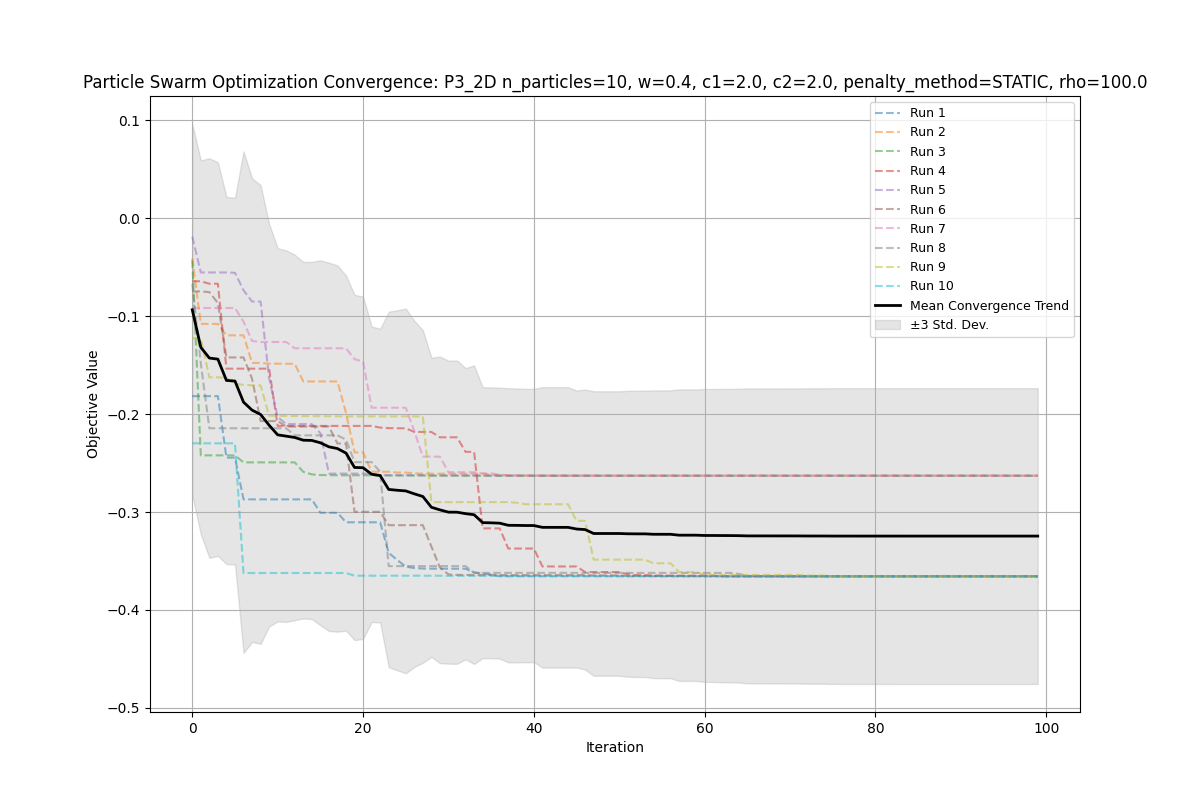 Particle Swarm Optimization Convergence: P3_2D n_particles=10, w=0.4, c1=2.0, c2=2.0, penalty_method=STATIC, rho=100.0
0.1
0.0
−0.1
−0.2
−0.3
−0.4
−0.5
Objective Value
Run 1
Run 2
Run 3
Run 4
Run 5
Run 6
Run 7
Run 8
Run 9
Run 10
Mean Convergence Trend
±3 Std. Dev.
0 20 40 60 80 100
Iteration